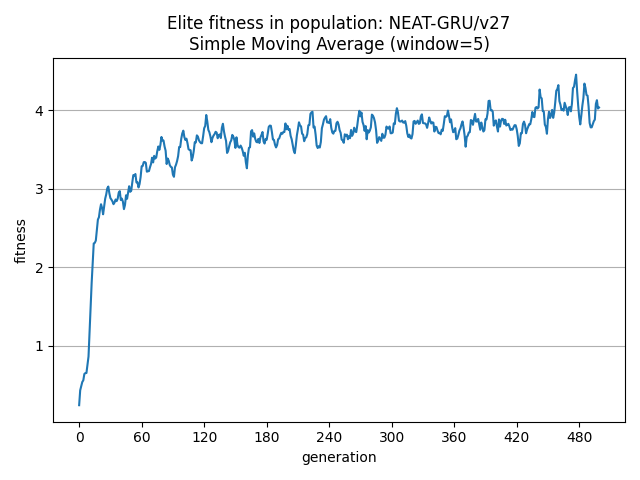 Elite fitness in population: NEAT-GRU/v27
Simple Moving Average (window=5)
fitness
4
3
2
1
0 60 120 180 240 300 360 420 480
generation